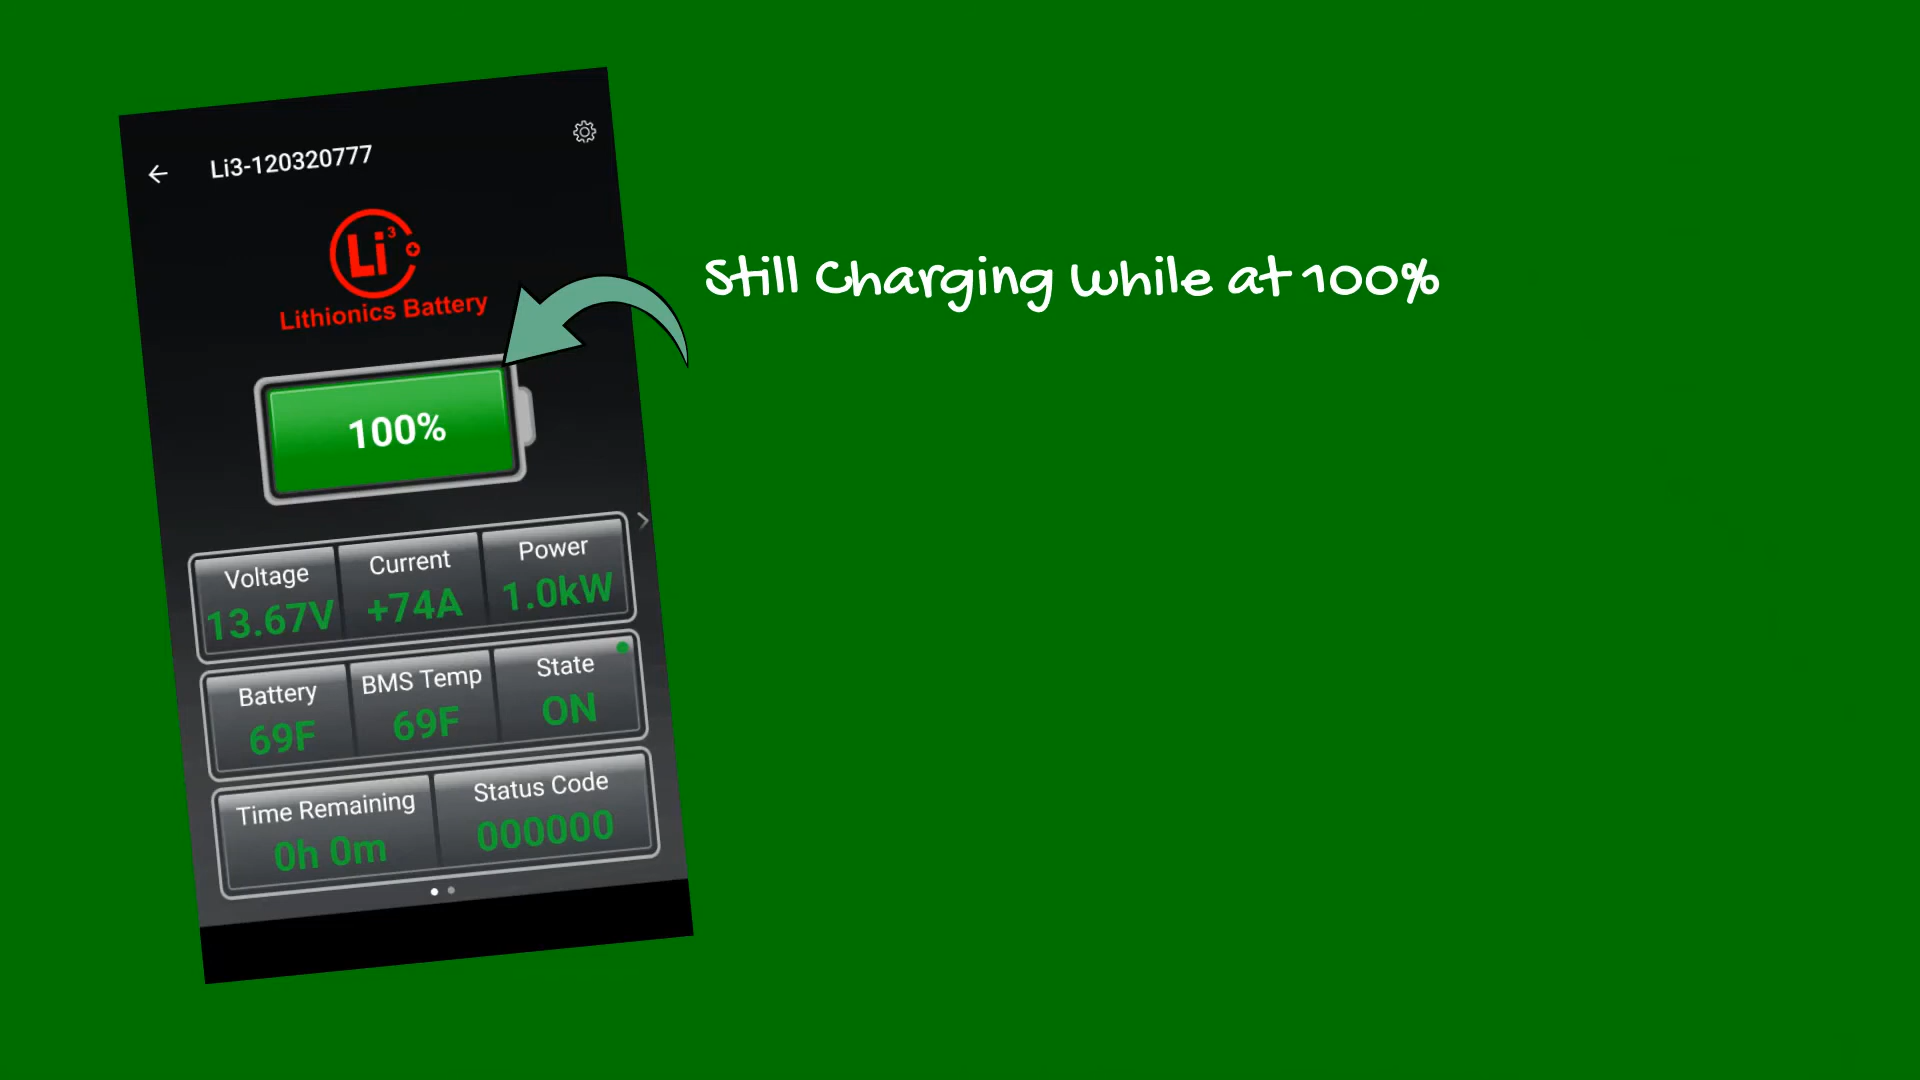 Li3-120320777
Li3
Lithionics Battery
Still Charging while at 100%
100%
Voltage Current Power
13.67V +74A 1.0kW
Battery BMS Temp State
69F 69F ON
Time Remaining Status Code
0h 0m 000000